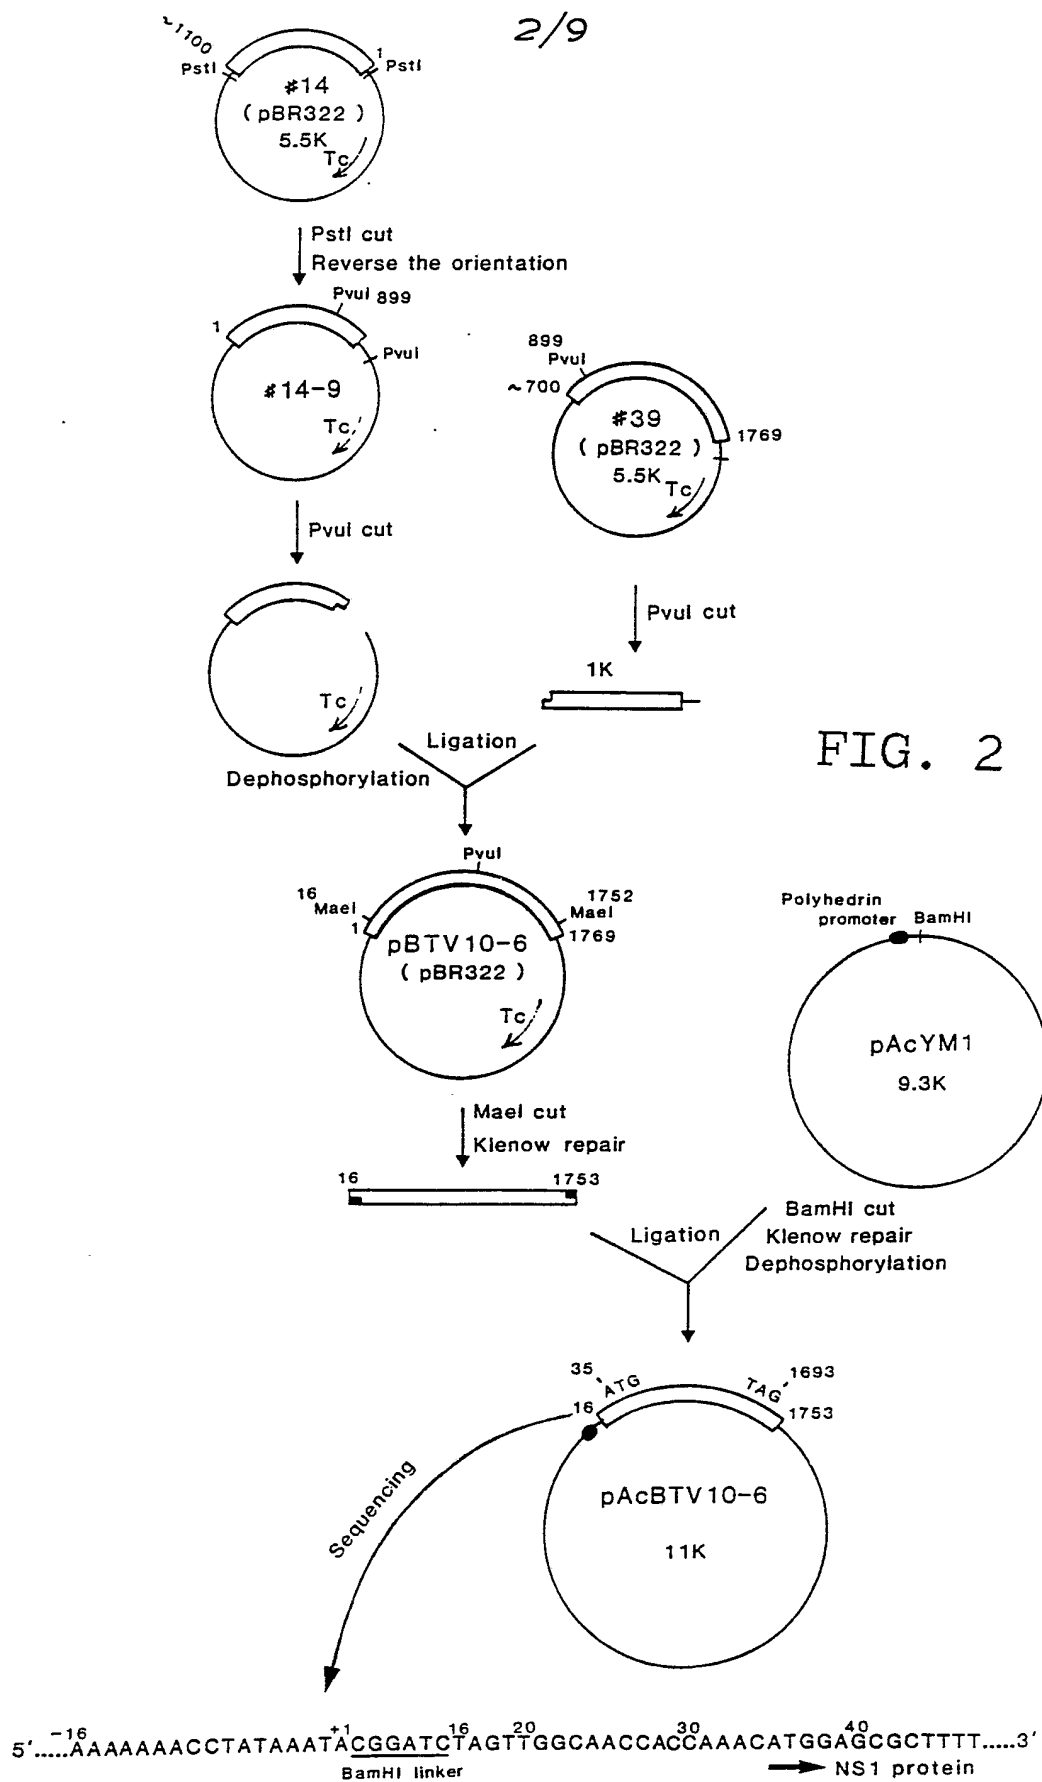 2/9
~1100
1
PstI
PstI
#14
( pBR322 )
5.5K
Tc
PstI cut
Reverse the orientation
PvuI 899
1
PvuI
#14-9
Tc
899
PvuI
~700
#39
( pBR322 )
1769
5.5K
Tc
PvuI cut
PvuI cut
1K
Tc
Ligation
Dephosphorylation
FIG. 2
PvuI
16
MaeI
1
1752
MaeI
1769
pBTV10-6
( pBR322 )
Tc
Polyhedrin
promoter
BamHI
pAcYM1
9.3K
MaeI cut
Klenow repair
16
1753
Ligation
BamHI cut
Klenow repair
Dephosphorylation
35
'ATG
TAG'
1693
16
1753
pAcBTV10-6
11K
Sequencing
-16 +1 16 20 30 40
5'.....AAAAAAAACCTATAAATACGGATCTAGTTGGCAACCACCAAACATGGAGCGCTTTT.....3'
BamHI linker
NS1 protein